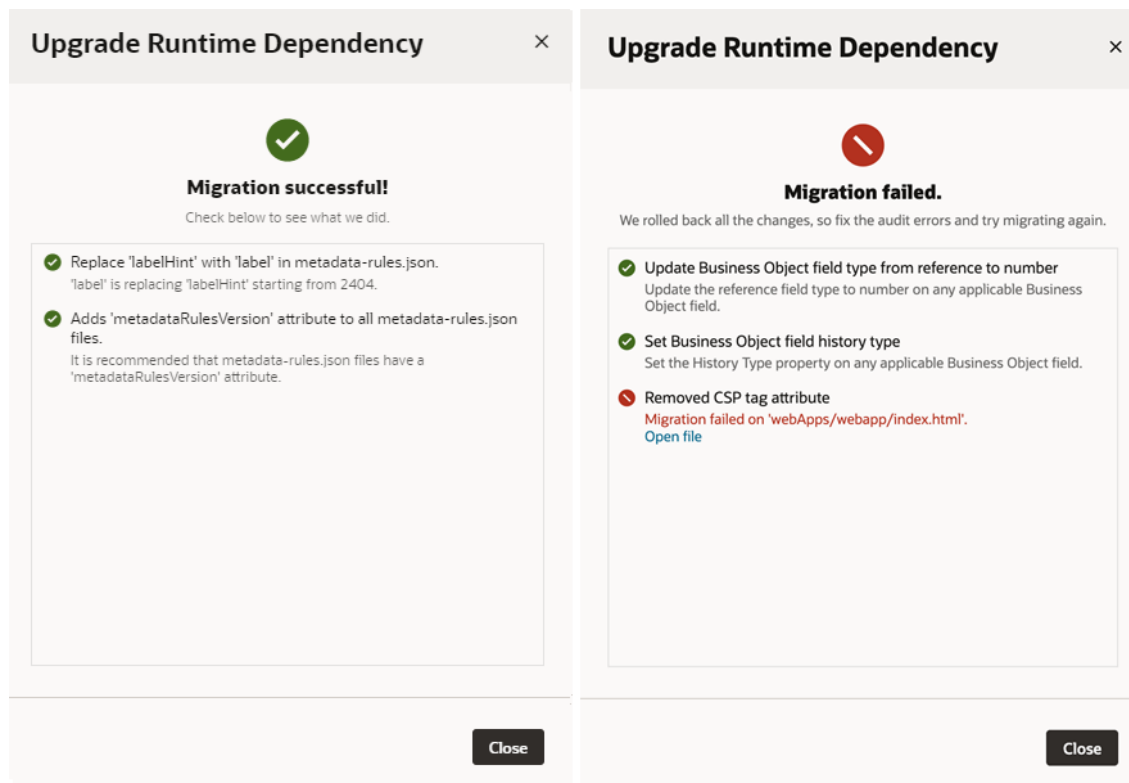 Upgrade Runtime Dependency
Migration successful!
Check below to see what we did.
Replace 'labelHint' with 'label' in metadata-rules.json.
'label' is replacing 'labelHint' starting from 2404.
Adds 'metadataRulesVersion' attribute to all metadata-rules.json
files.
It is recommended that metadata-rules.json files have a
'metadataRulesVersion' attribute.
Close
Upgrade Runtime Dependency
Migration failed.
We rolled back all the changes, so fix the audit errors and try migrating again.
Update Business Object field type from reference to number
Update the reference field type to number on any applicable Business
Object field.
Set Business Object field history type
Set the History Type property on any applicable Business Object field.
Removed CSP tag attribute
Migration failed on 'webApps/webapp/index.html'.
Open file
Close